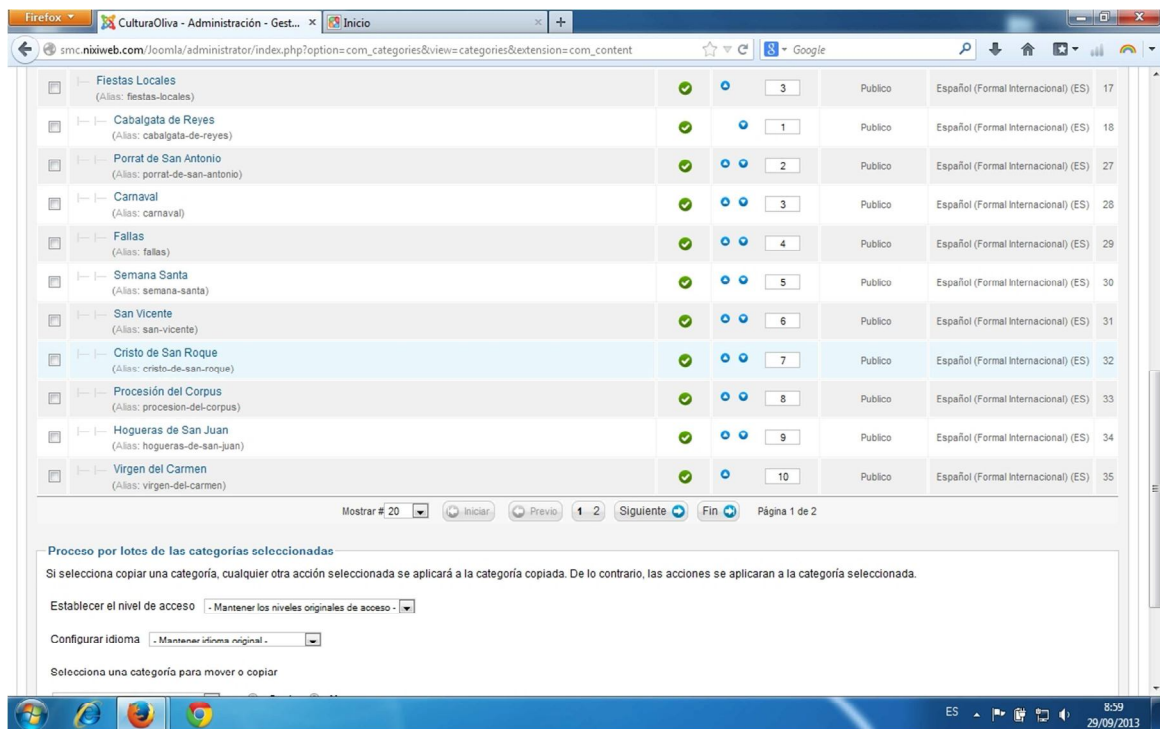 Firefox
CulturaOliva - Administración - Gest... × Inicio × +
smc.nixiweb.com/Joomla/administrator/index.php?option=com_categories&view=categories&extension=com_content Google
Fiestas Locales 3 Publico Español (Formal Internacional) (ES) 17
(Alias: fiestas-locales)
Cabalgata de Reyes 1 Publico Español (Formal Internacional) (ES) 18
(Alias: cabalgata-de-reyes)
Porrat de San Antonio 2 Publico Español (Formal Internacional) (ES) 27
(Alias: porrat-de-san-antonio)
Carnaval 3 Publico Español (Formal Internacional) (ES) 28
(Alias: carnaval)
Fallas 4 Publico Español (Formal Internacional) (ES) 29
(Alias: fallas)
Semana Santa 5 Publico Español (Formal Internacional) (ES) 30
(Alias: semana-santa)
San Vicente 6 Publico Español (Formal Internacional) (ES) 31
(Alias: san-vicente)
Cristo de San Roque 7 Publico Español (Formal Internacional) (ES) 32
(Alias: cristo-de-san-roque)
Procesión del Corpus 8 Publico Español (Formal Internacional) (ES) 33
(Alias: procesion-del-corpus)
Hogueras de San Juan 9 Publico Español (Formal Internacional) (ES) 34
(Alias: hogueras-de-san-juan)
Virgen del Carmen 10 Publico Español (Formal Internacional) (ES) 35
(Alias: virgen-del-carmen)
Mostrar # 20 Iniciar Previo 1 2 Siguiente Fin Página 1 de 2
Proceso por lotes de las categorias seleccionadas
Si selecciona copiar una categoría, cualquier otra acción seleccionada se aplicará a la categoría copiada. De lo contrario, las acciones se aplicaran a la categoría seleccionada.
Establecer el nivel de acceso - Mantener los niveles originales de acceso -
Configurar idioma - Mantener idioma original -
Selecciona una categoría para mover o copiar
ES 8:59
29/09/2013